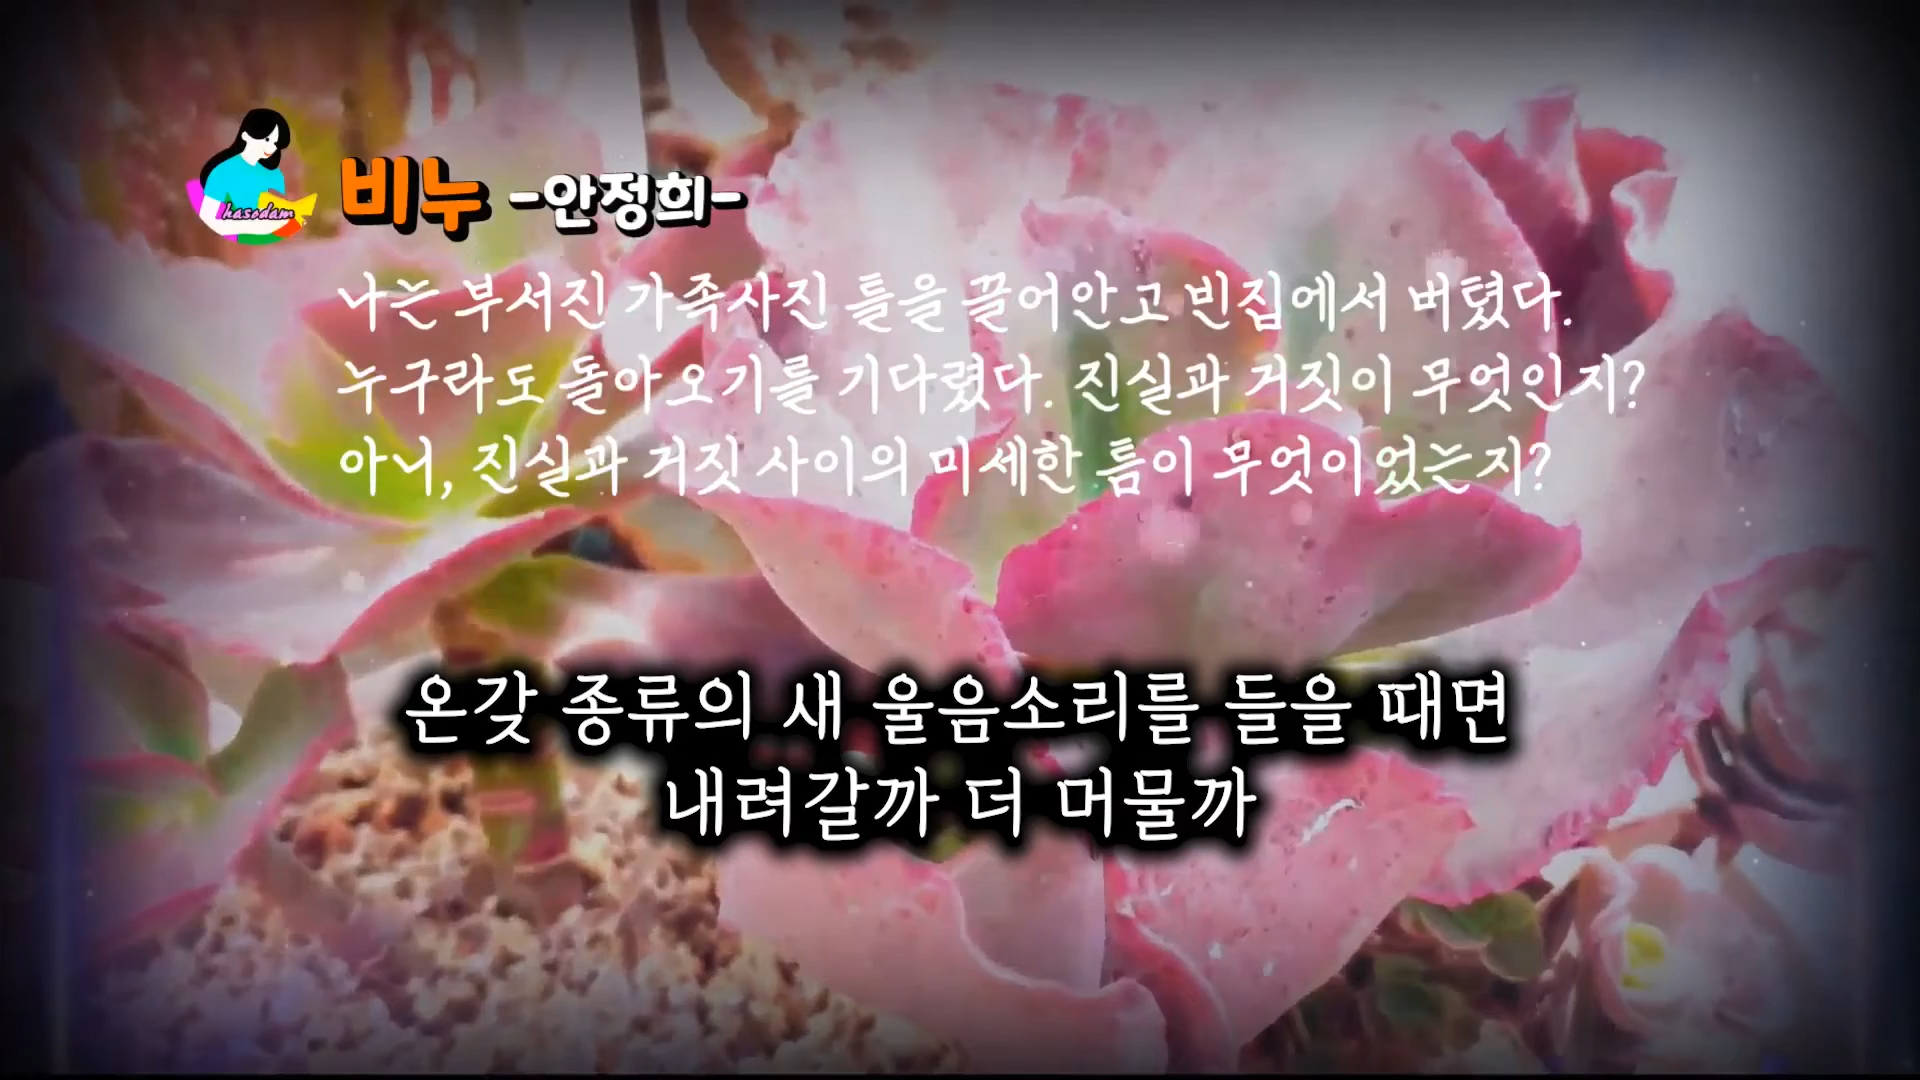 hasodam
비누 -안정희-
나는 부서진 가족사진 틀을 끌어안고 빈집에서 버텼다.
누구라도 돌아오기를 기다렸다. 진실과 거짓이 무엇인지?
아니, 진실과 거짓 사이의 미세한 틈이 무엇이었는지?
온갖 종류의 새 울음소리를 들을 때면
내려갈까 더 머물까